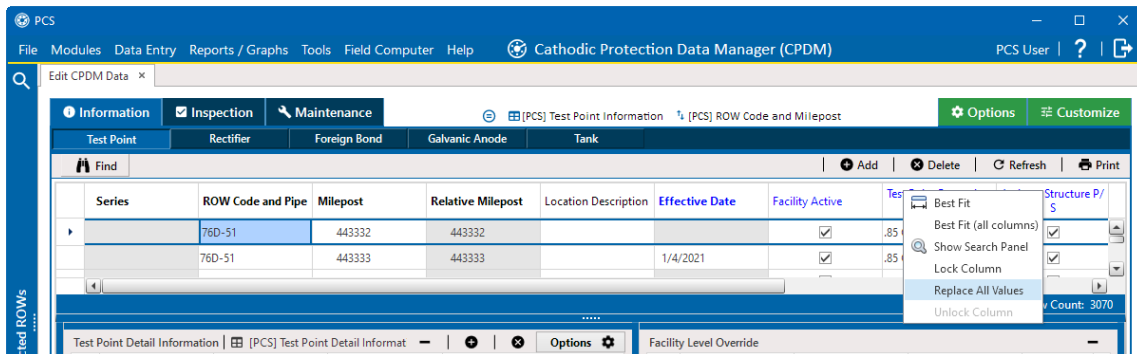 PCS
File Modules Data Entry Reports / Graphs Tools Field Computer Help Cathodic Protection Data Manager (CPDM) PCS User | ? |
Edit CPDM Data ×
Information Inspection Maintenance [PCS] Test Point Information [PCS] ROW Code and Milepost Options Customize
Test Point Rectifier Foreign Bond Galvanic Anode Tank
Find | Add | Delete | Refresh | Print
Series ROW Code and Pipe Milepost Relative Milepost Location Description Effective Date Facility Active Structure P/
S
76D-51 443332 443332 .85
76D-51 443333 443333 1/4/2021 .85
Best Fit
Best Fit (all columns)
Show Search Panel
Lock Column
Replace All Values
Unlock Column
Count: 3070
cted ROWs
Test Point Detail Information | [PCS] Test Point Detail Informat Options Facility Level Override